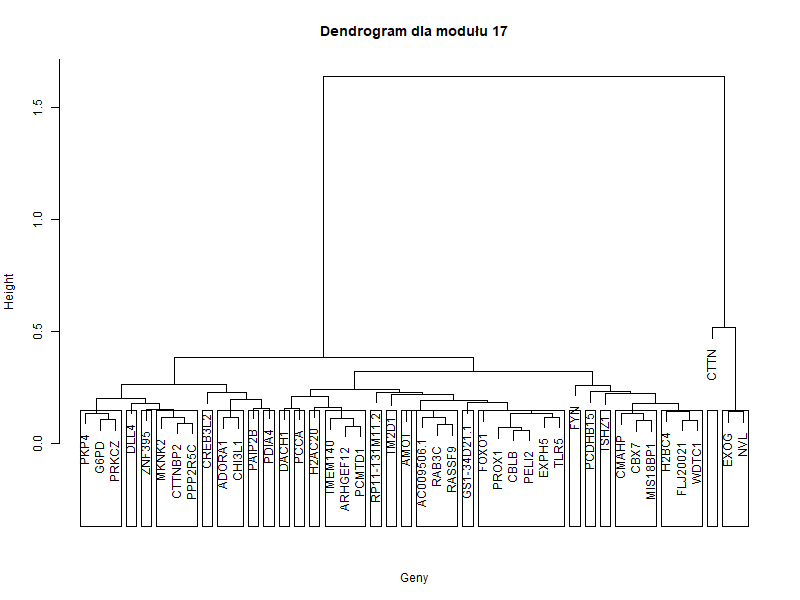 Dendrogram dla modułu 17
Height
1.5
1.0
0.5
0.0
PKP4
G6PD
PRKCZ
DLL4
ZNF395
MKNK2
CTTNBP2
PPP2R5C
CREB3L2
ADORA1
CHI3L1
PAIP2B
PDIA4
DACH1
PCCA
H2AC20
TMEM140
ARHGEF12
PCMTD1
RP11-131M11.2
TM2D1
AMOT
AC009506.1
RAB3C
RASSF9
GS1-34D21.1
FOXO1
PROX1
CBLB
PELI2
EXPH5
TLR5
FYN
PCDHB15
TSHZ1
CMAHP
CBX7
MIS18BP1
H2BC4
FLJ20021
WDTC1
CTTN
EXOG
NVL
Geny